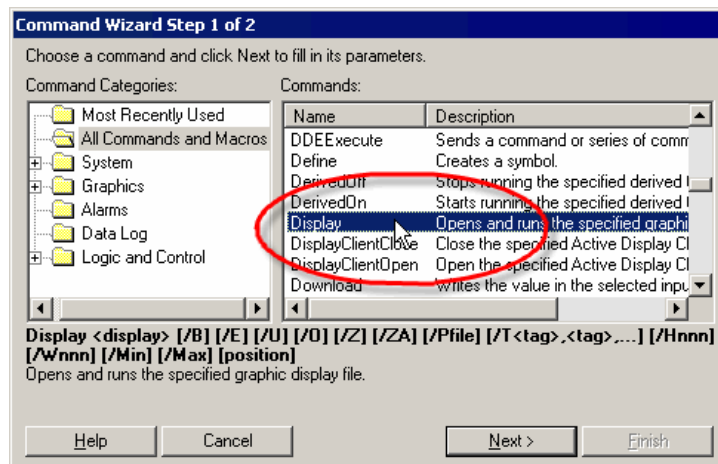 Command Wizard Step 1 of 2
Choose a command and click Next to fill in its parameters.
Command Categories:
Commands:
Most Recently Used
All Commands and Macros
System
Graphics
Alarms
Data Log
Logic and Control
Name Description
DDEExecute Sends a command or series of comm
Define Creates a symbol.
DerivedOff Stops running the specified derived
DerivedOn Starts running the specified derived
Display Opens and runs the specified graphi
DisplayClientClose Close the specified Active Display Cl
DisplayClientOpen Open the specified Active Display Cl
Download Writes the value in the selected inpu
Display <display> [/B] [/E] [/U] [/O] [/Z] [/ZA] [/Pfile] [/T<tag>,<tag>,...] [/Hnnn]
[/Wnnn] [/Min] [/Max] [position]
Opens and runs the specified graphic display file.
Help Cancel Next > Finish